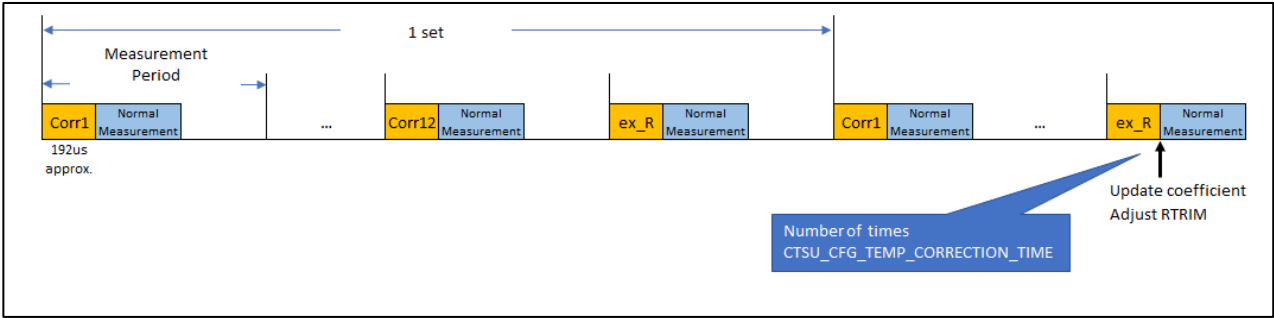 1 set
Measurement
Period
Corr1
Normal
Measurement
...
Corr12
Normal
Measurement
ex_R
Normal
Measurement
Corr1
Normal
Measurement
...
ex_R
Normal
Measurement
192us
approx.
Update coefficient
Adjust RTRIM
Number of times
CTSU_CFG_TEMP_CORRECTION_TIME